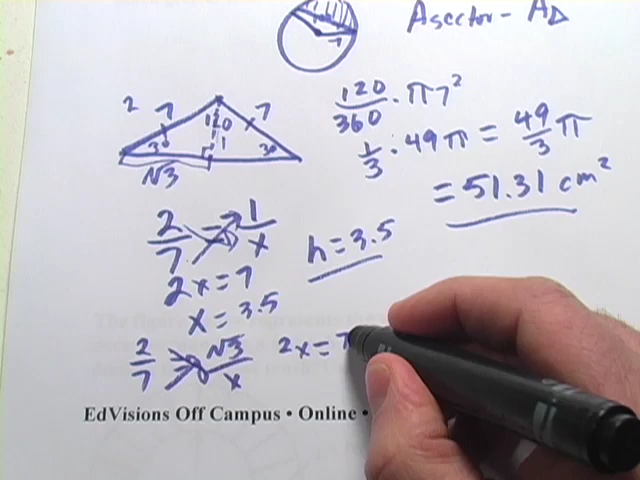 7
Asector - A△
2 7 120 7
30 1 30
√3
120/360 · π7²
1/3 · 49π = 49/3 π
= 51.31 cm²
2/7 = 1/x
2x = 7
x = 3.5
h = 3.5
2/7 = √3/x
2x = 7
EdVisions Off Campus • Online •